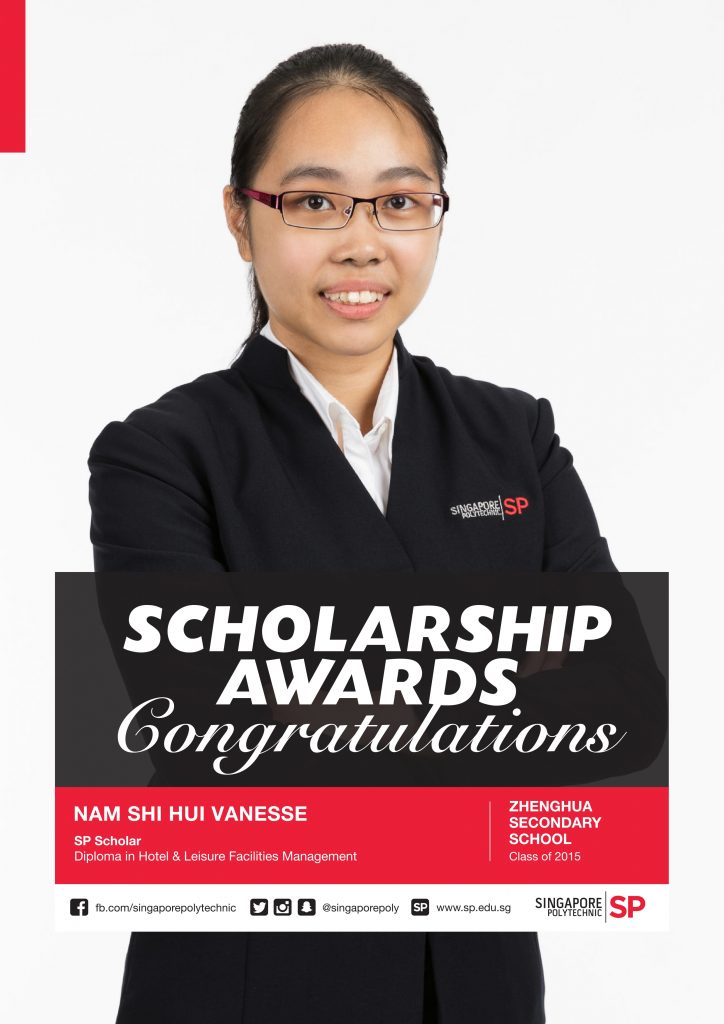 SINGAPORE
POLYTECHNIC
SP
SCHOLARSHIP
AWARDS
Congratulations
NAM SHI HUI VANESSE
SP Scholar
Diploma in Hotel & Leisure Facilities Management
ZHENGHUA
SECONDARY
SCHOOL
Class of 2015
fb.com/singaporepolytechnic
@singaporepoly
SP
www.sp.edu.sg
SINGAPORE
POLYTECHNIC
SP